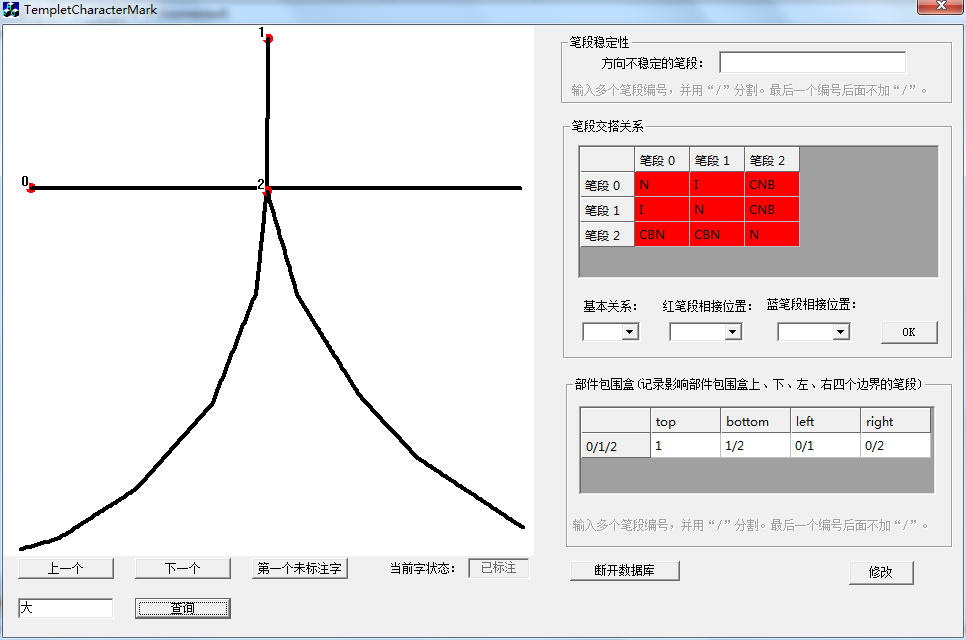 TempletCharacterMark
1
0
2
上一个 下一个 第一个未标注字 当前字状态: 已标注
大 查询
笔段稳定性
方向不稳定的笔段:
输入多个笔段编号，并用“/”分割。最后一个编号后面不加“/”。
笔段交搭关系
笔段 0 笔段 1 笔段 2
笔段 0 N I CNB
笔段 1 I N CNB
笔段 2 CBN CBN N
基本关系: 红笔段相接位置: 蓝笔段相接位置:
OK
部件包围盒(记录影响部件包围盒上、下、左、右四个边界的笔段)
top bottom left right
0/1/2 1 1/2 0/1 0/2
输入多个笔段编号，并用“/”分割。最后一个编号后面不加“/”。
断开数据库 修改